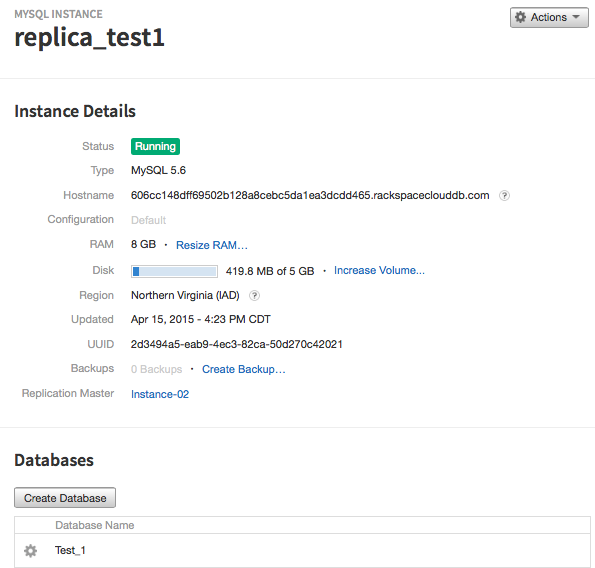 MYSQL INSTANCE
replica_test1
Actions
Instance Details
Status Running
Type MySQL 5.6
Hostname 606cc148dff69502b128a8cebc5da1ea3dcdd465.rackspaceclouddb.com ?
Configuration Default
RAM 8 GB · Resize RAM…
Disk 419.8 MB of 5 GB · Increase Volume...
Region Northern Virginia (IAD) ?
Updated Apr 15, 2015 - 4:23 PM CDT
UUID 2d3494a5-eab9-4ec3-82ca-50d270c42021
Backups 0 Backups · Create Backup…
Replication Master Instance-02
Databases
Create Database
Database Name
Test_1